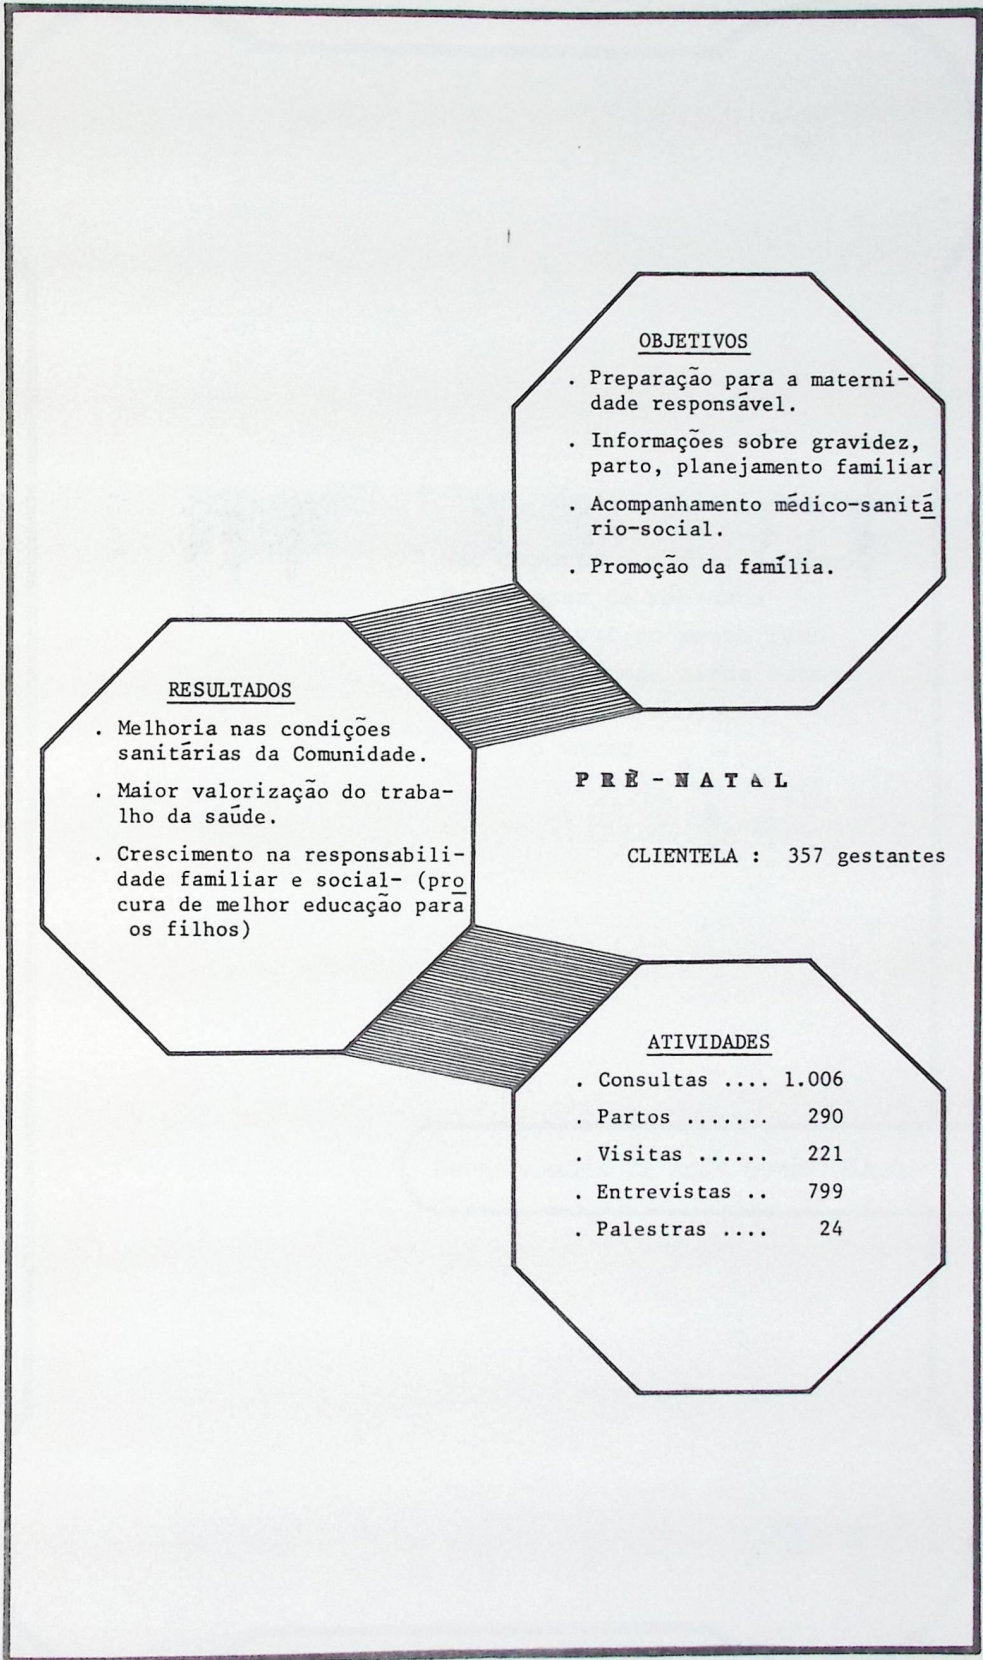 OBJETIVOS
. Preparação para a materni-
dade responsável.
. Informações sobre gravidez,
parto, planejamento familiar.
. Acompanhamento médico-sanitá
rio-social.
. Promoção da família.
RESULTADOS
. Melhoria nas condições
sanitárias da Comunidade.
. Maior valorização do traba-
lho da saúde.
. Crescimento na responsabili-
dade familiar e social- (pro
cura de melhor educação para
os filhos)
PRÈ-NATAL
CLIENTELA : 357 gestantes
ATIVIDADES
. Consultas .... 1.006
. Partos ....... 290
. Visitas ...... 221
. Entrevistas .. 799
. Palestras .... 24